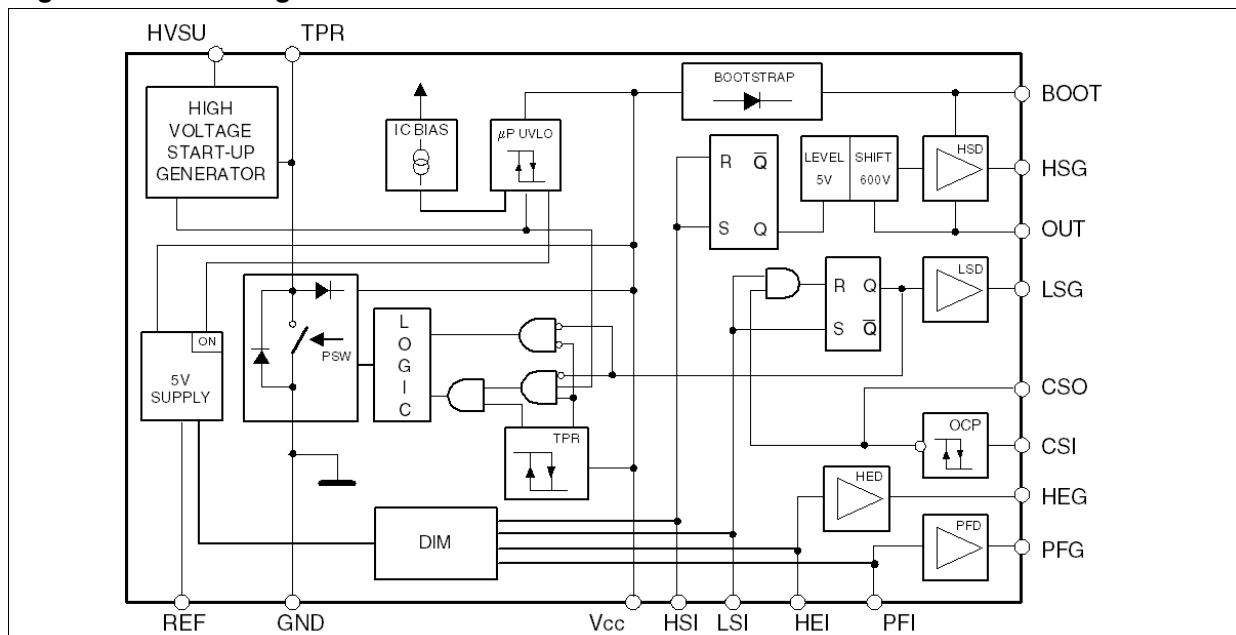 HVSU
TPR
BOOTSTRAP
BOOT
HIGH
VOLTAGE
START-UP
GENERATOR
IC BIAS
µP UVLO
R Q̅
S Q
LEVEL SHIFT
5V 600V
HSD
HSG
OUT
R Q
S Q̅
LSD
LSG
ON
5V
SUPPLY
PSW
LOGIC
TPR
CSO
OCP
CSI
HED
HEG
DIM
PFD
PFG
REF
GND
Vcc
HSI
LSI
HEI
PFI